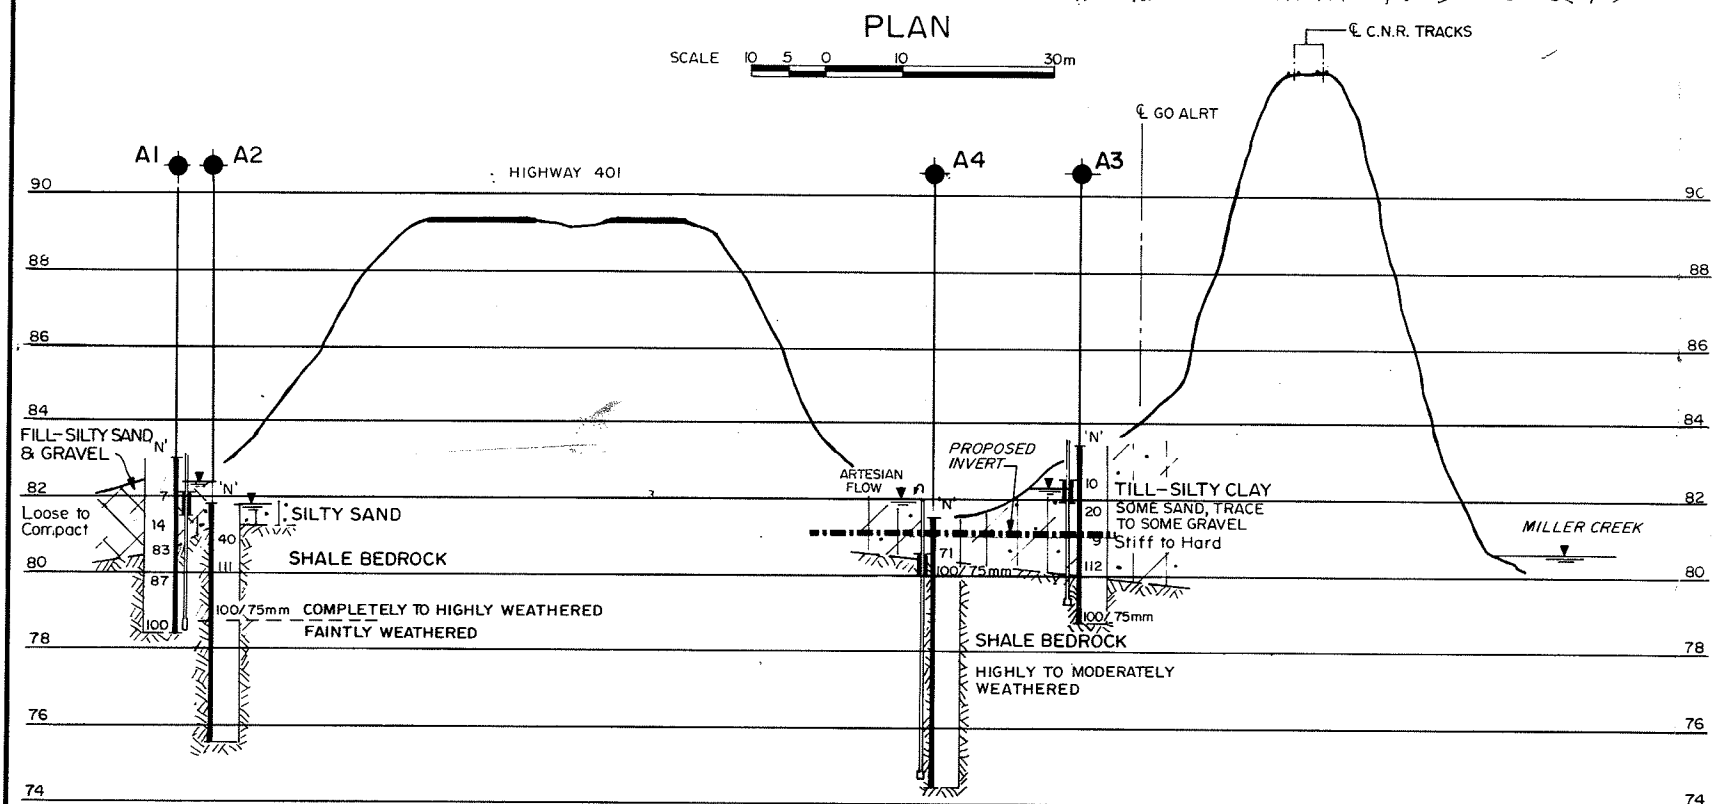 PLAN
SCALE 10 5 0 10 30m
℄ C.N.R. TRACKS
℄ GO ALRT
A1 A2 A4 A3
HIGHWAY 401
90 90
88 88
86 86
84 84
FILL-SILTY SAND
& GRAVEL
'N'
'N'
'N'
'N'
PROPOSED
INVERT
ARTESIAN
FLOW
82 82
7
10
TILL-SILTY CLAY
Loose to
Compact
SILTY SAND
20
SOME SAND, TRACE
TO SOME GRAVEL
14
40
9
Stiff to Hard
MILLER CREEK
83
SHALE BEDROCK
71
80 80
111
100/75mm
112
87
100/75mm COMPLETELY TO HIGHLY WEATHERED
100
FAINTLY WEATHERED
100/75mm
78 78
SHALE BEDROCK
HIGHLY TO MODERATELY
WEATHERED
76 76
74 74